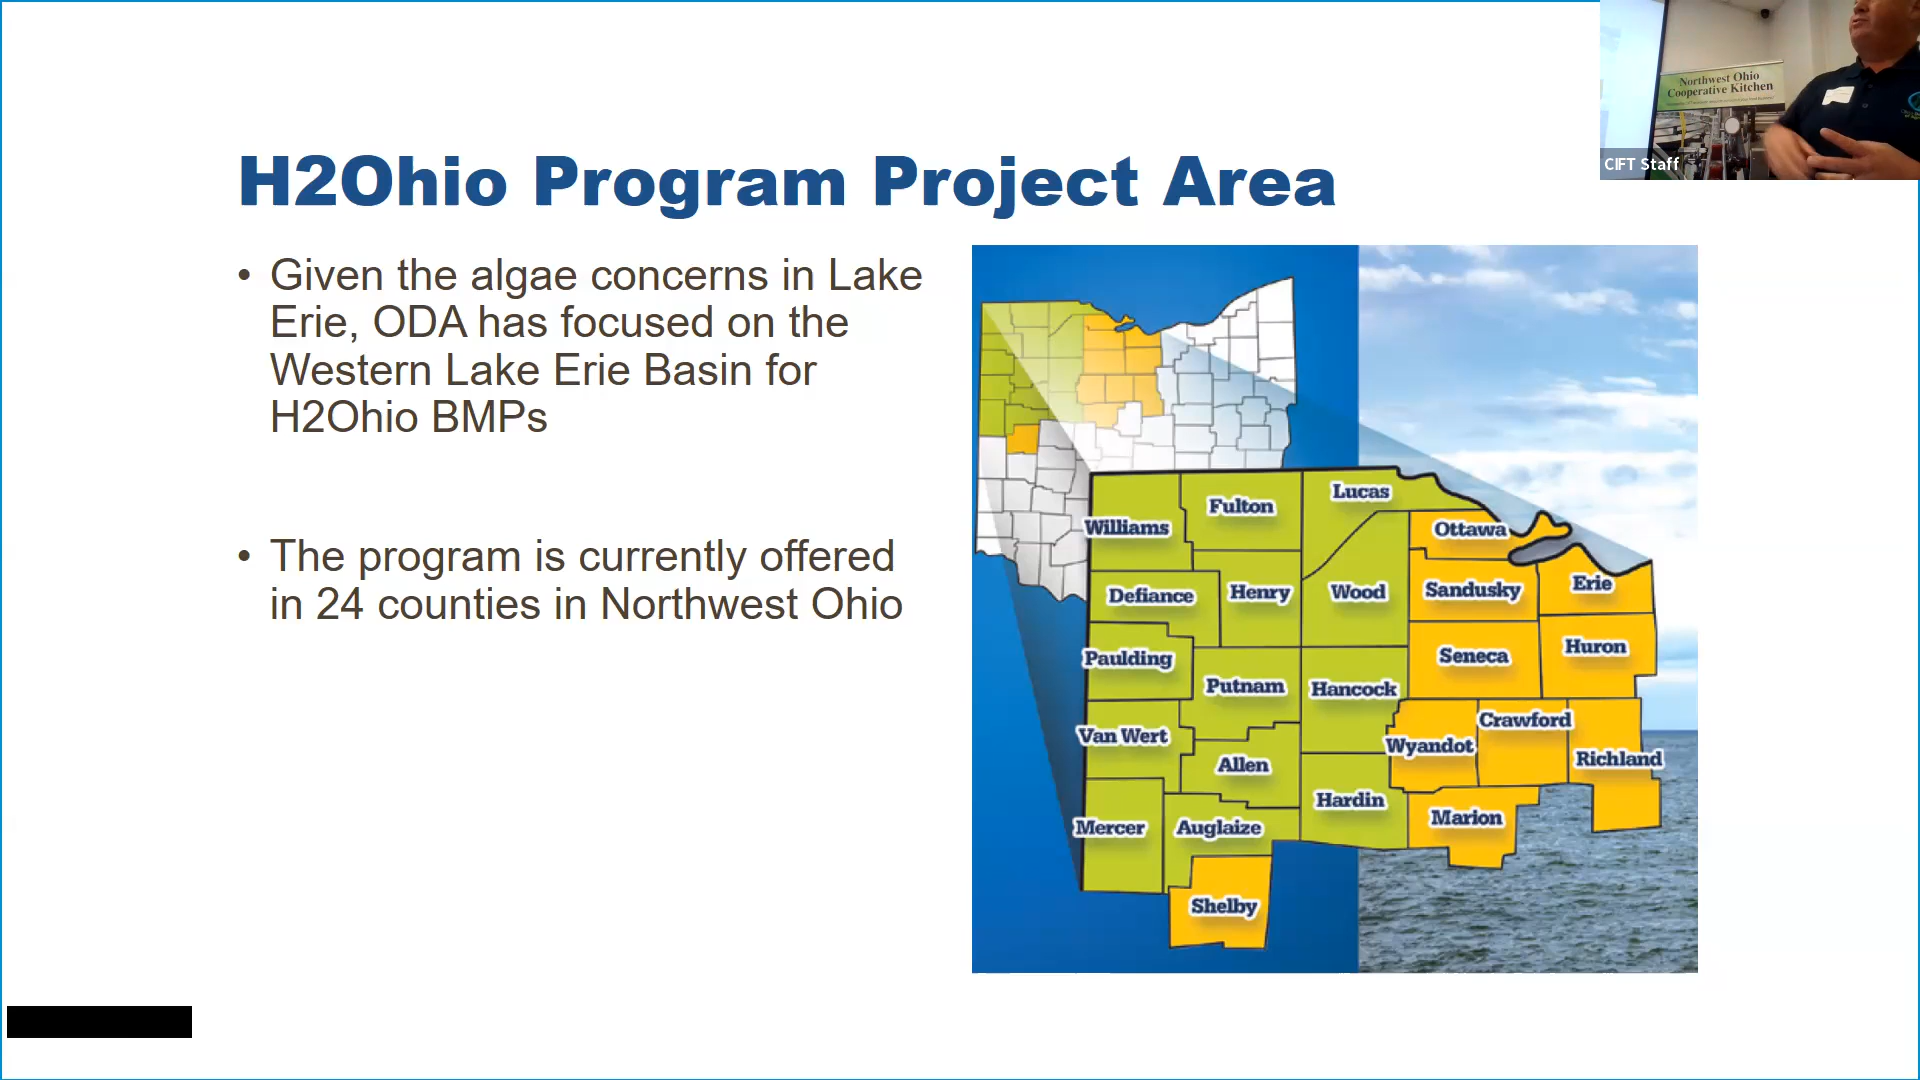 H2Ohio Program Project Area
• Given the algae concerns in Lake
Erie, ODA has focused on the
Western Lake Erie Basin for
H2Ohio BMPs
• The program is currently offered
in 24 counties in Northwest Ohio
Williams
Fulton
Lucas
Ottawa
Defiance
Henry
Wood
Sandusky
Erie
Paulding
Putnam
Hancock
Seneca
Huron
Van Wert
Allen
Wyandot
Crawford
Richland
Mercer
Auglaize
Hardin
Marion
Shelby
Northwest Ohio
Cooperative Kitchen
CIFT Staff